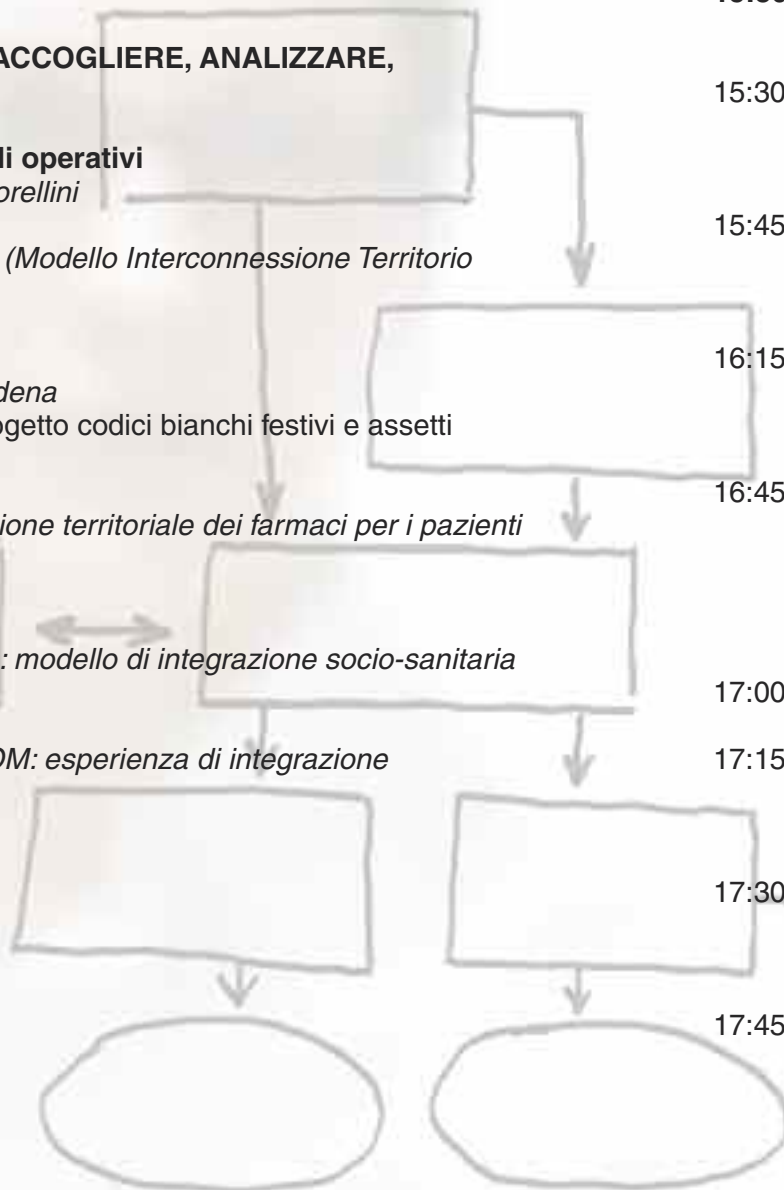 ACCOGLIERE, ANALIZZARE,
li operativi
orellini
(Modello Interconnessione Territorio
dena
ogetto codici bianchi festivi e assetti
ione territoriale dei farmaci per i pazienti
: modello di integrazione socio-sanitaria
OM: esperienza di integrazione
15:30
15:45
16:15
16:45
17:00
17:15
17:30
17:45